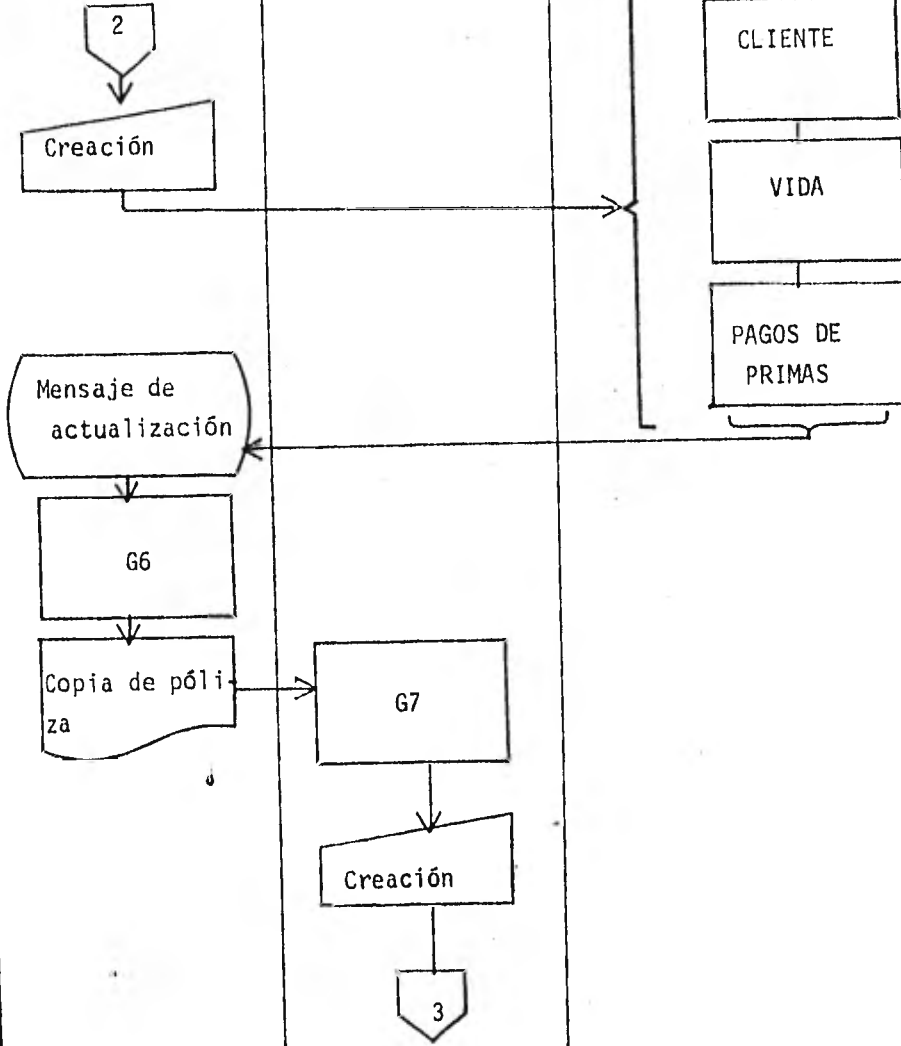 2
Creación
CLIENTE
VIDA
PAGOS DE
PRIMAS
Mensaje de
actualización
G6
Copia de póli-
za
G7
Creación
3